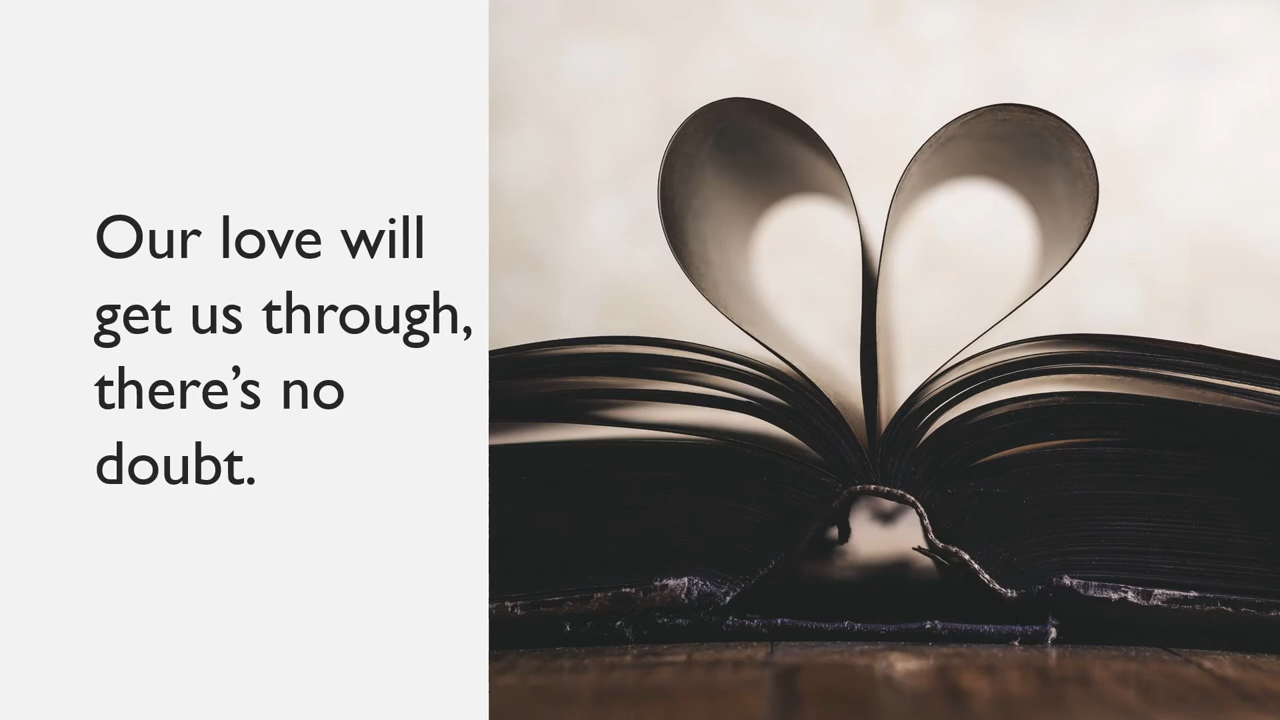 Our love will
get us through,
there’s no
doubt.